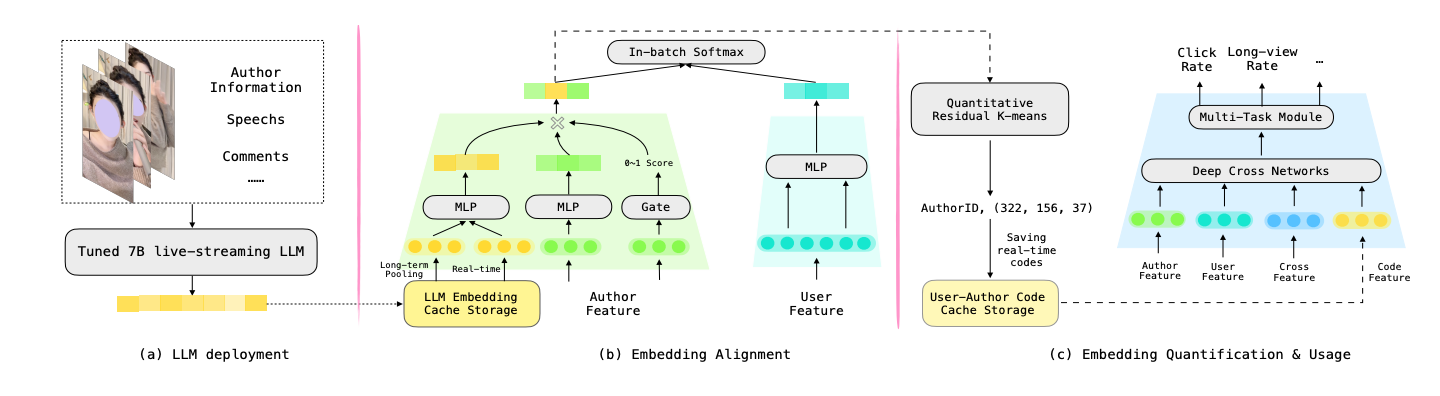 Author
Information
Speechs
Comments
……
Tuned 7B live-streaming LLM
(a) LLM deployment
In-batch Softmax
0~1 Score
MLP
MLP
Gate
Long-term
Pooling
Real-time
LLM Embedding
Cache Storage
Author
Feature
MLP
User
Feature
(b) Embedding Alignment
Quantitative
Residual K-means
AuthorID, (322, 156, 37)
Saving
real-time
codes
User-Author Code
Cache Storage
Click
Rate
Long-view
Rate
…
Multi-Task Module
Deep Cross Networks
Author
Feature
User
Feature
Cross
Feature
Code
Feature
(c) Embedding Quantification & Usage